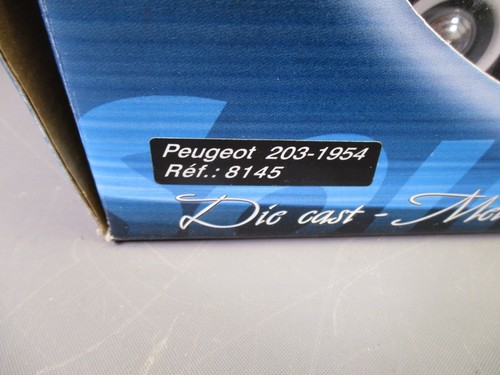 Peugeot 203-1954
Réf.: 8145
Die cast -